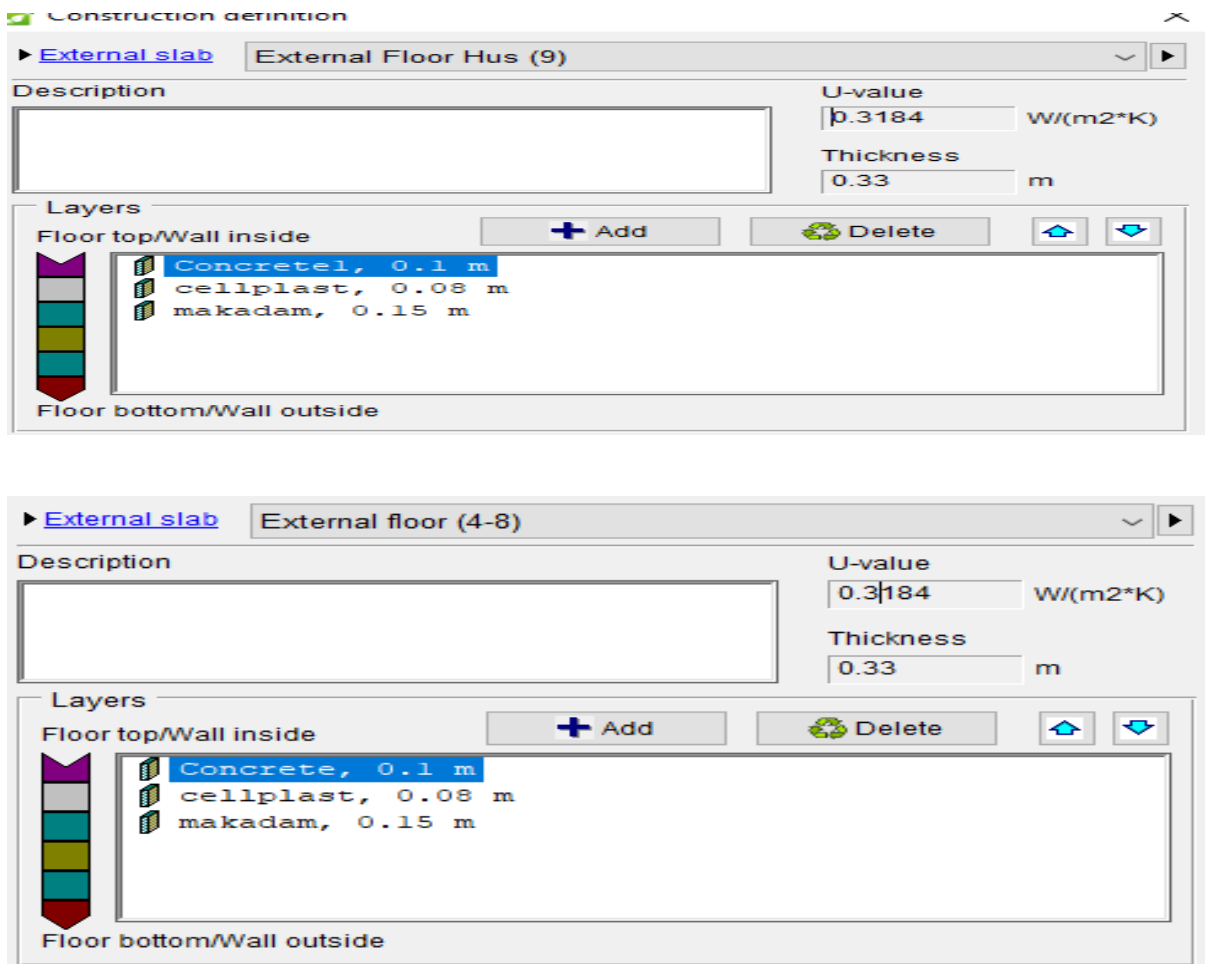 Construction definition
External slab External Floor Hus (9)
Description U-value
0.3184 W/(m2*K)
Thickness
0.33 m
Layers
Floor top/Wall inside Add Delete
Concretel, 0.1 m
cellplast, 0.08 m
makadam, 0.15 m
Floor bottom/Wall outside
External slab External floor (4-8)
Description U-value
0.3184 W/(m2*K)
Thickness
0.33 m
Layers
Floor top/Wall inside Add Delete
Concrete, 0.1 m
cellplast, 0.08 m
makadam, 0.15 m
Floor bottom/Wall outside